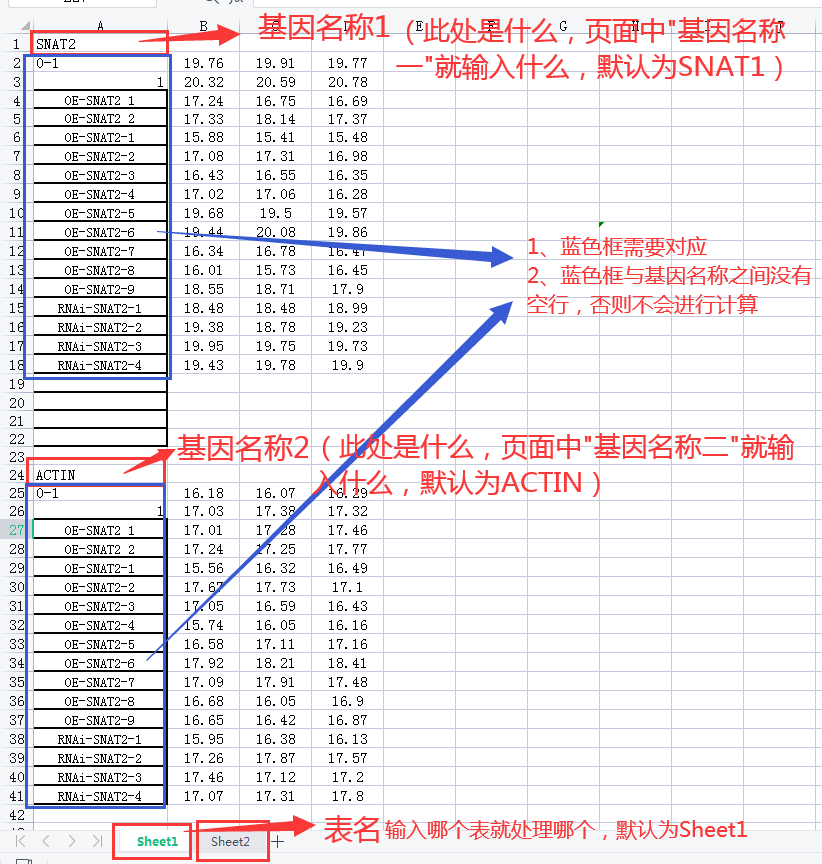 A B C D E F G H I J
基因名称1（此处是什么，页面中"基因名称
一"就输入什么，默认为SNAT1）
1 SNAT2
2 0-1 19.76 19.91 19.77
3 1 20.32 20.59 20.78
4 OE-SNAT2 1 17.24 16.75 16.69
5 OE-SNAT2 2 17.33 18.14 17.37
6 OE-SNAT2-1 15.88 15.41 15.48
7 OE-SNAT2-2 17.08 17.31 16.98
8 OE-SNAT2-3 16.43 16.55 16.35
9 OE-SNAT2-4 17.02 17.06 16.28
10 OE-SNAT2-5 19.68 19.5 19.57
11 OE-SNAT2-6 19.44 20.08 19.86
12 OE-SNAT2-7 16.34 16.78 16.47
13 OE-SNAT2-8 16.01 15.73 16.45
14 OE-SNAT2-9 18.55 18.71 17.9
15 RNAi-SNAT2-1 18.48 18.48 18.99
16 RNAi-SNAT2-2 19.38 18.78 19.23
17 RNAi-SNAT2-3 19.95 19.75 19.73
18 RNAi-SNAT2-4 19.43 19.78 19.9
1、蓝色框需要对应
2、蓝色框与基因名称之间没有
空行，否则不会进行计算
19
20
21
22
23
基因名称2（此处是什么，页面中"基因名称二"就输
入什么，默认为ACTIN）
24 ACTIN
25 0-1 16.18 16.07 16.29
26 1 17.03 17.38 17.32
27 OE-SNAT2 1 17.01 17.28 17.46
28 OE-SNAT2 2 17.24 17.25 17.77
29 OE-SNAT2-1 15.56 16.32 16.49
30 OE-SNAT2-2 17.67 17.73 17.1
31 OE-SNAT2-3 17.05 16.59 16.43
32 OE-SNAT2-4 15.74 16.05 16.16
33 OE-SNAT2-5 16.58 17.11 17.16
34 OE-SNAT2-6 17.92 18.21 18.41
35 OE-SNAT2-7 17.09 17.91 17.48
36 OE-SNAT2-8 16.68 16.05 16.9
37 OE-SNAT2-9 16.65 16.42 16.87
38 RNAi-SNAT2-1 15.95 16.38 16.13
39 RNAi-SNAT2-2 17.26 17.87 17.57
40 RNAi-SNAT2-3 17.46 17.12 17.2
41 RNAi-SNAT2-4 17.07 17.31 17.8
42
Sheet1 Sheet2 表名 输入哪个表就处理哪个，默认为Sheet1